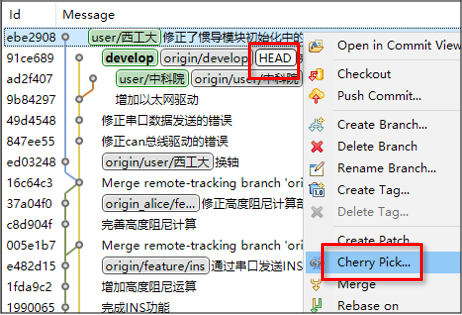 Id Message
ebe2908 user/西工大 修正了惯导模块初始化中的
91ce689 develop origin/develop HEAD
ad2f407 user/中科院 origin/user/中科院
9b84297 增加以太网驱动
49d4548 修正串口数据发送的错误
847ee55 修正can总线驱动的错误
ed03248 origin/user/西工大 换轴
16c64c3 Merge remote-tracking branch 'ori
37a04f0 origin_alice/fe... 修正高度阻尼计算部
c8d904f 完善高度阻尼计算
005e1b7 Merge remote-tracking branch 'ori
e482d15 origin/feature/ins 通过串口发送INS
1fda9c2 增加高度阻尼运算
1990065 完成INS功能
Open in Commit View
Checkout
Push Commit...
Create Branch...
Delete Branch
Rename Branch...
Create Tag...
Delete Tag...
Create Patch...
Cherry Pick...
Merge
Rebase on